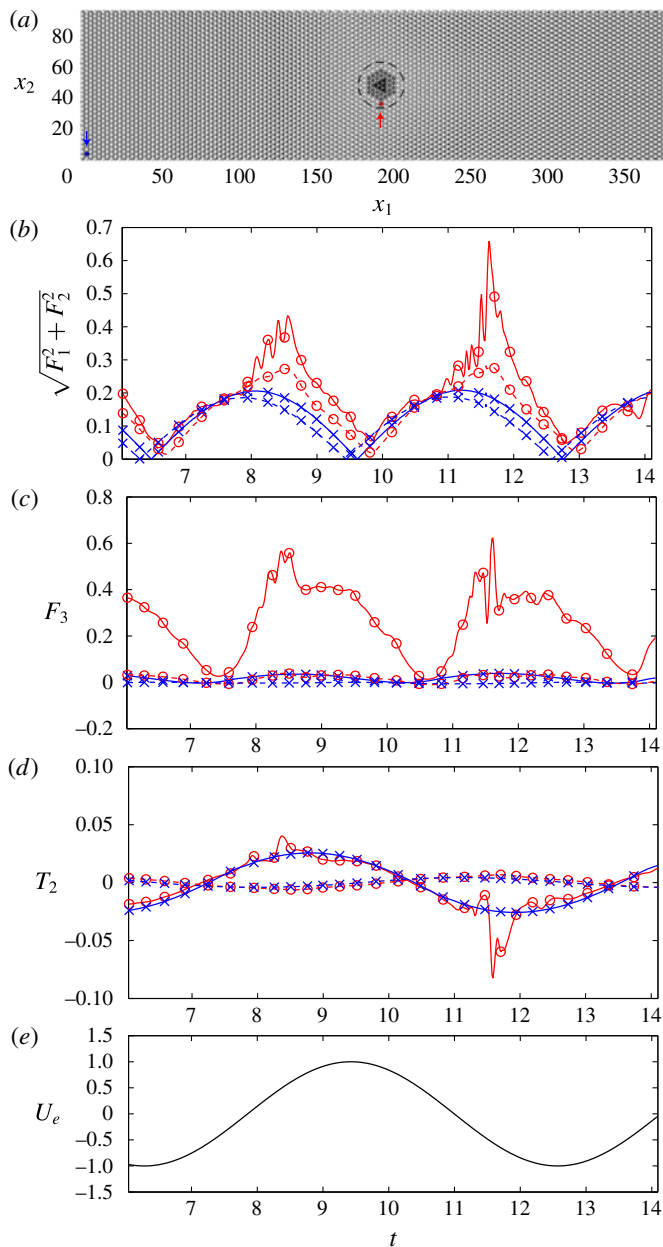 (a)
80
60
x₂
40
20
0 50 100 150 200 250 300 350
x₁
(b)
0.7
0.6
0.5
√F₁² + F₂²
0.4
0.3
0.2
0.1
0
7 8 9 10 11 12 13 14
(c)
0.8
0.6
0.4
F₃
0.2
0
–0.2
7 8 9 10 11 12 13 14
(d)
0.10
0.05
T₂
0
–0.05
–0.10
7 8 9 10 11 12 13 14
(e)
1.5
1.0
0.5
Uₑ
0
–0.5
–1.0
–1.5
7 8 9 10 11 12 13 14
t